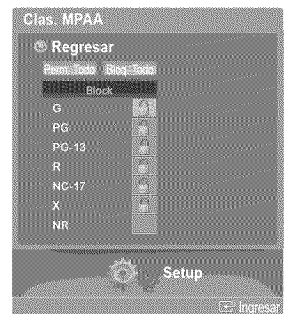 Clas. MPAA
Regresar
Perm. Todo Bloq. Todo
Block
G
PG
PG-13
R
NC-17
X
NR
Setup
Ingresar